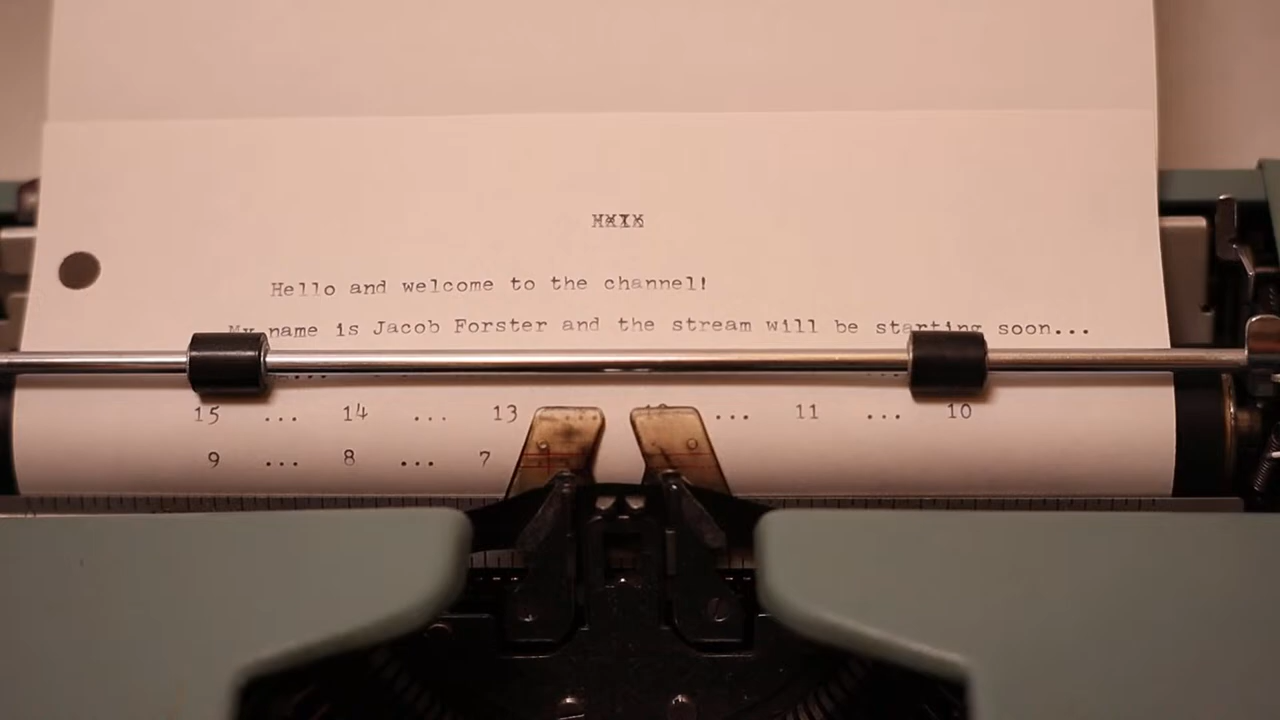 Hello and welcome to the channel!
My name is Jacob Forster and the stream will be starting soon...
15 ... 14 ... 13 ... 12 ... 11 ... 10
9 ... 8 ... 7